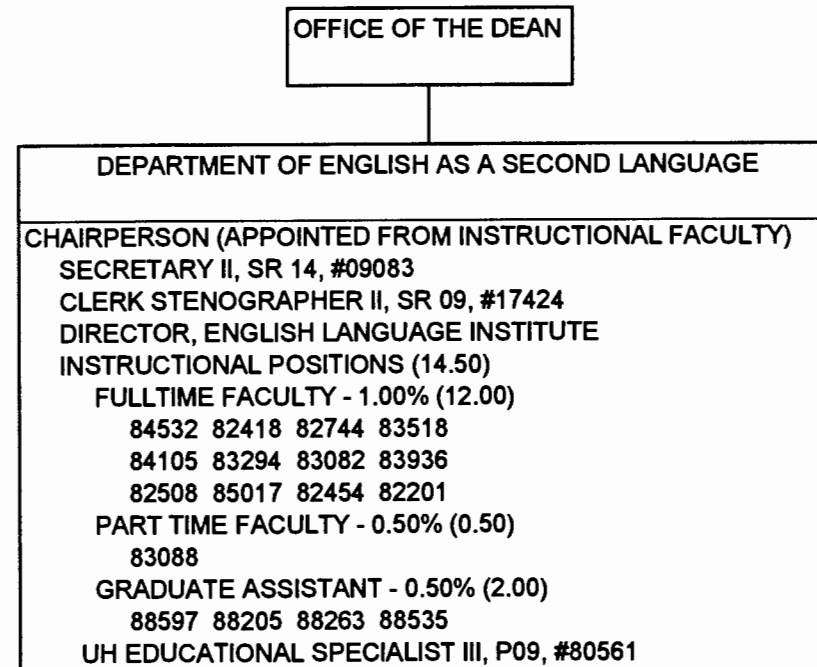 OFFICE OF THE DEAN
DEPARTMENT OF ENGLISH AS A SECOND LANGUAGE
CHAIRPERSON (APPOINTED FROM INSTRUCTIONAL FACULTY)
SECRETARY II, SR 14, #09083
CLERK STENOGRAPHER II, SR 09, #17424
DIRECTOR, ENGLISH LANGUAGE INSTITUTE
INSTRUCTIONAL POSITIONS (14.50)
FULLTIME FACULTY - 1.00% (12.00)
84532 82418 82744 83518
84105 83294 83082 83936
82508 85017 82454 82201
PART TIME FACULTY - 0.50% (0.50)
83088
GRADUATE ASSISTANT - 0.50% (2.00)
88597 88205 88263 88535
UH EDUCATIONAL SPECIALIST III, P09, #80561